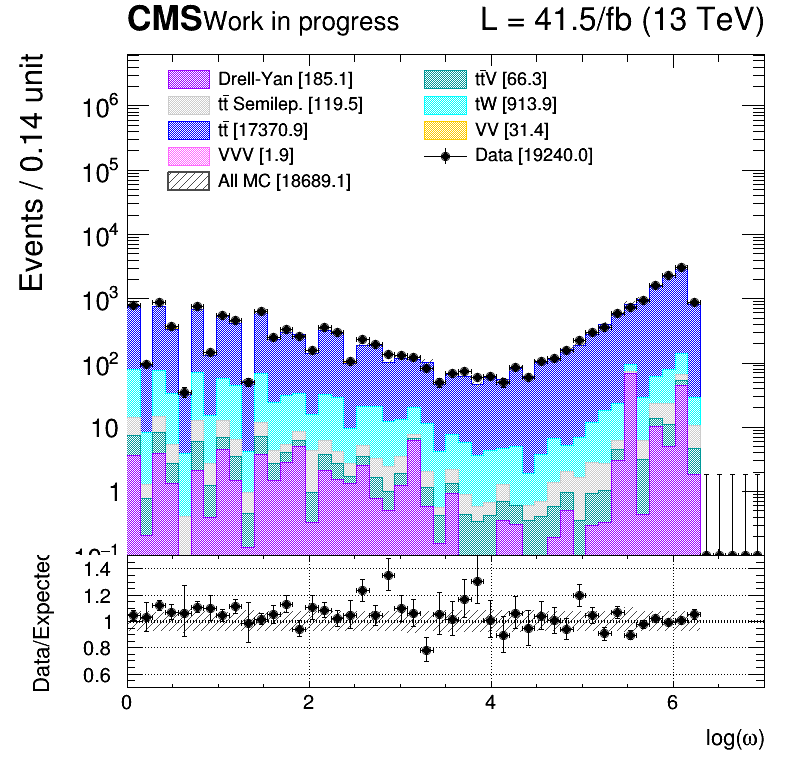 CMS Work in progress L = 41.5/fb (13 TeV)
Events / 0.14 unit
Drell-Yan [185.1] tt̄V [66.3]
tt̄ Semilep. [119.5] tW [913.9]
tt̄ [17370.9] VV [31.4]
VVV [1.9] Data [19240.0]
All MC [18689.1]
10⁶
10⁵
10⁴
10³
10²
10
1
10⁻¹
Data/Expected
1.4
1.2
1
0.8
0.6
0 2 4 6
log(ω)